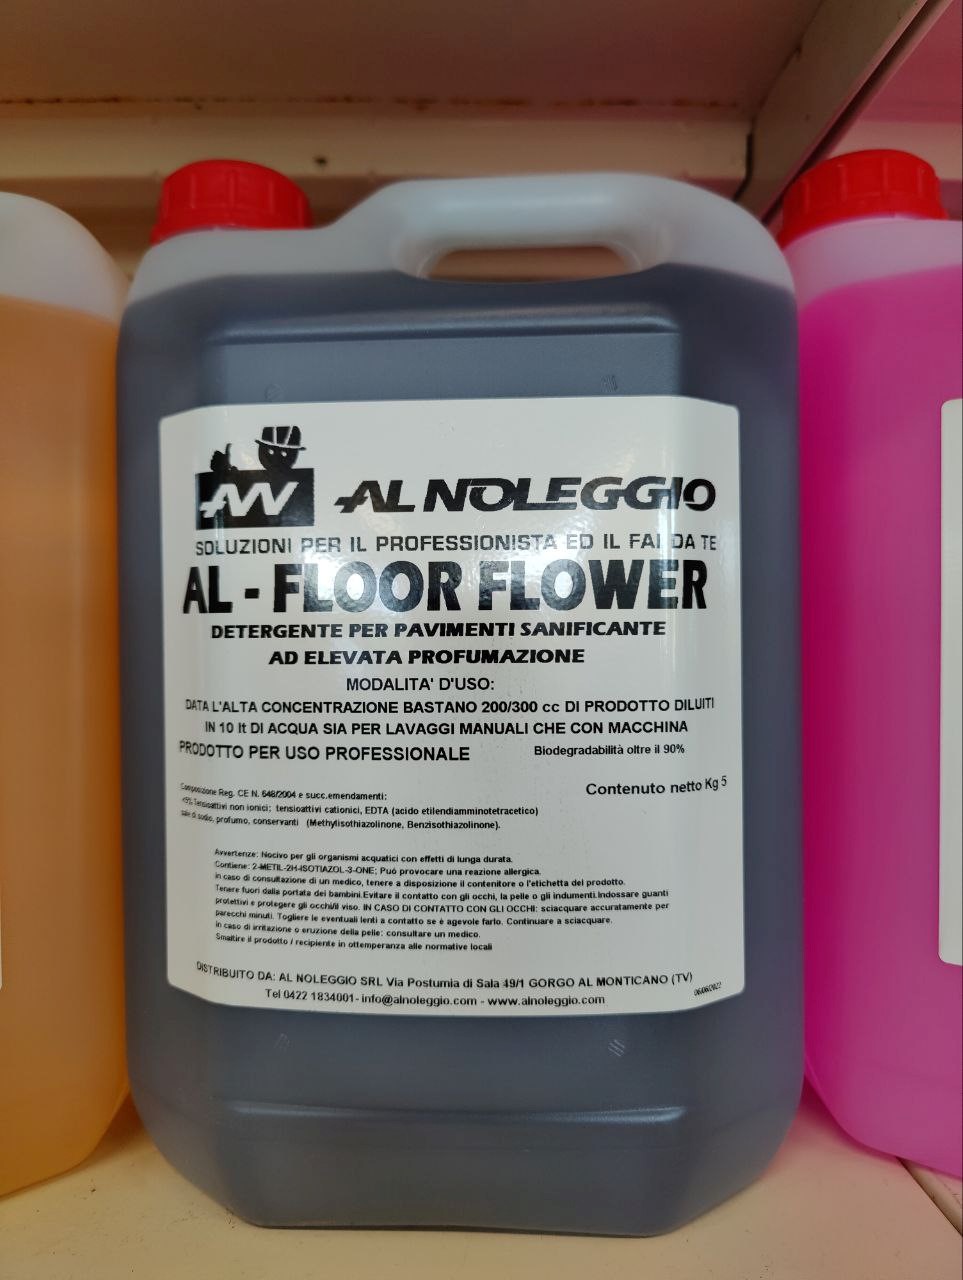 AW
AL NOLEGGIO
SOLUZIONI PER IL PROFESSIONISTA ED IL FAI DA TE
AL - FLOOR FLOWER
DETERGENTE PER PAVIMENTI SANIFICANTE
AD ELEVATA PROFUMAZIONE
MODALITA' D'USO:
DATA L'ALTA CONCENTRAZIONE BASTANO 200/300 cc DI PRODOTTO DILUITI
IN 10 lt DI ACQUA SIA PER LAVAGGI MANUALI CHE CON MACCHINA
PRODOTTO PER USO PROFESSIONALE Biodegradabilità oltre il 90%
Contenuto netto Kg 5
Composizione Reg. CE N. 648/2004 e succ.emendamenti:
<5% Tensioattivi non ionici; tensioattivi cationici, EDTA (acido etilendiamminotetracetico)
sale di sodio, profumo, conservanti (Methylisothiazolinone, Benzisothiazolinone).
Avvertenze: Nocivo per gli organismi acquatici con effetti di lunga durata.
Contiene: 2-METIL-2H-ISOTIAZOL-3-ONE; Può provocare una reazione allergica.
in caso di consultazione di un medico, tenere a disposizione il contenitore o l'etichetta del prodotto.
Tenere fuori dalla portata dei bambini.Evitare il contatto con gli occhi, la pelle o gli indumenti.Indossare guanti
protettivi e proteggere gli occhi/il viso. IN CASO DI CONTATTO CON GLI OCCHI: sciacquare accuratamente per
parecchi minuti. Togliere le eventuali lenti a contatto se è agevole farlo. Continuare a sciacquare.
in caso di irritazione o eruzione della pelle: consultare un medico.
Smaltire il prodotto / recipiente in ottemperanza alle normative locali
DISTRIBUITO DA: AL NOLEGGIO SRL Via Postumia di Sala 49/1 GORGO AL MONTICANO (TV)
Tel 0422 1834001- info@alnoleggio.com - www.alnoleggio.com